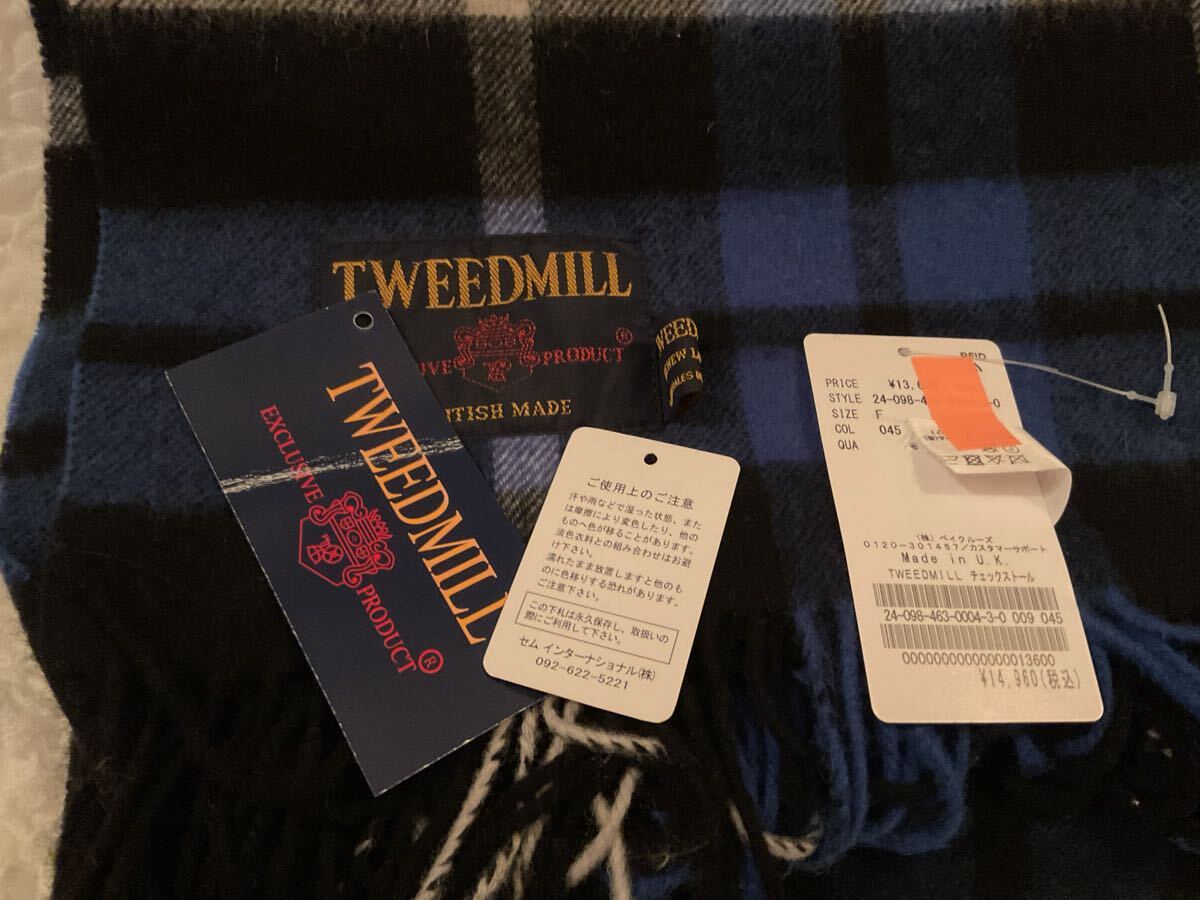 TWEEDMILL
PRODUCT ®
TISH MADE
TWEED
NEW
TWEEDMILL
EXCLUSIVE
PRODUCT ®
ご使用上のご注意
汗や雨などで湿った状態、また
は摩擦により変色したり、他の
ものへ色が移ることがあります。
淡色衣料との組み合わせはお避
け下さい。
濡れたまま放置しますと他のも
のに色移りする恐れがあります。
ご注意下さい。
この下札は永久保存し、取扱いの
際にご利用して下さい。
セム インターナショナル(株)
092-622-5221
PRICE ¥13,6
STYLE 24-098-4
SIZE F
COL 045
QUA
(株) ベイクルーズ
0120-301457/カスタマーサポート
Made in U.K.
TWEEDMILL チェックストール
24-098-463-0004-3-0 009 045
0000000000000013600
¥14,960(税込)